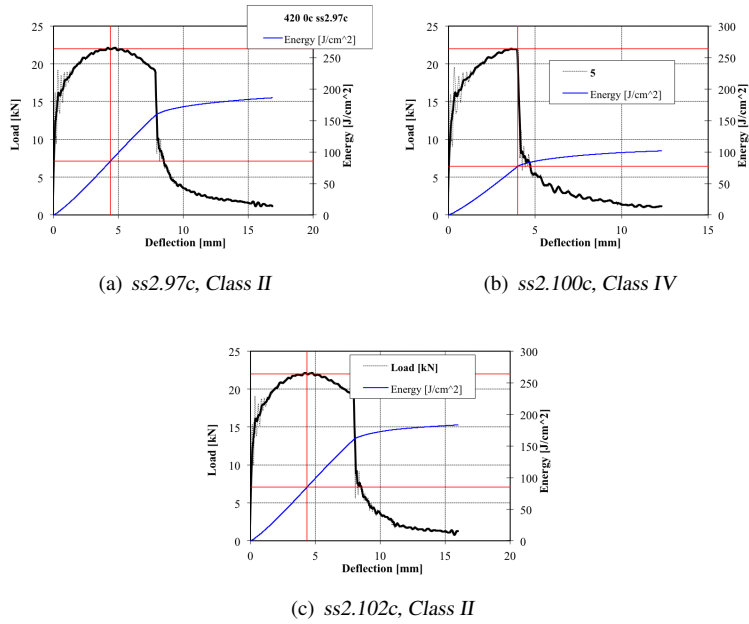 420 0c ss2.97c
Energy [J/cm^2]
25
20
15
10
5
0
Load [kN]
300
250
200
150
100
50
0
Energy [J/cm^2]
0 5 10 15 20
Deflection [mm]
(a) ss2.97c, Class II
5
Energy [J/cm^2]
25
20
15
10
5
0
Load [kN]
300
250
200
150
100
50
0
Energy [J/cm^2]
0 5 10 15
Deflection [mm]
(b) ss2.100c, Class IV
Load [kN]
Energy [J/cm^2]
25
20
15
10
5
0
Load [kN]
300
250
200
150
100
50
0
Energy [J/cm^2]
0 5 10 15 20
Deflection [mm]
(c) ss2.102c, Class II